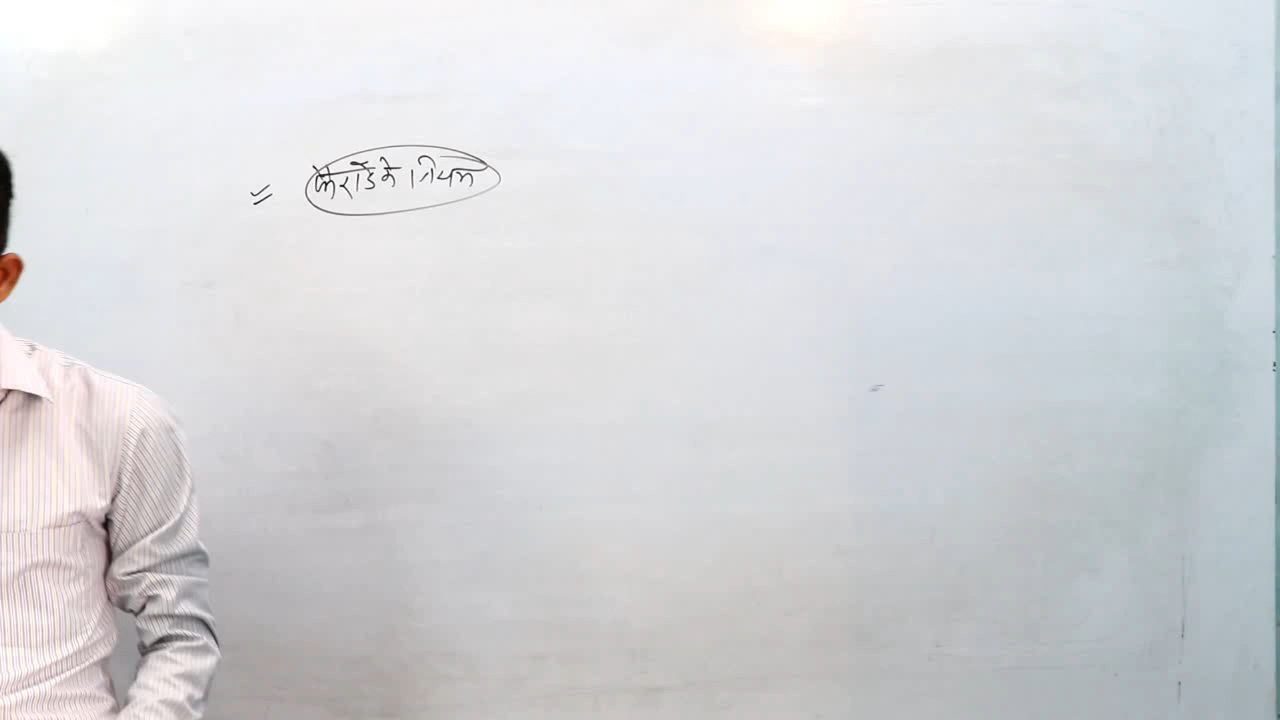 = फैराडे के नियम